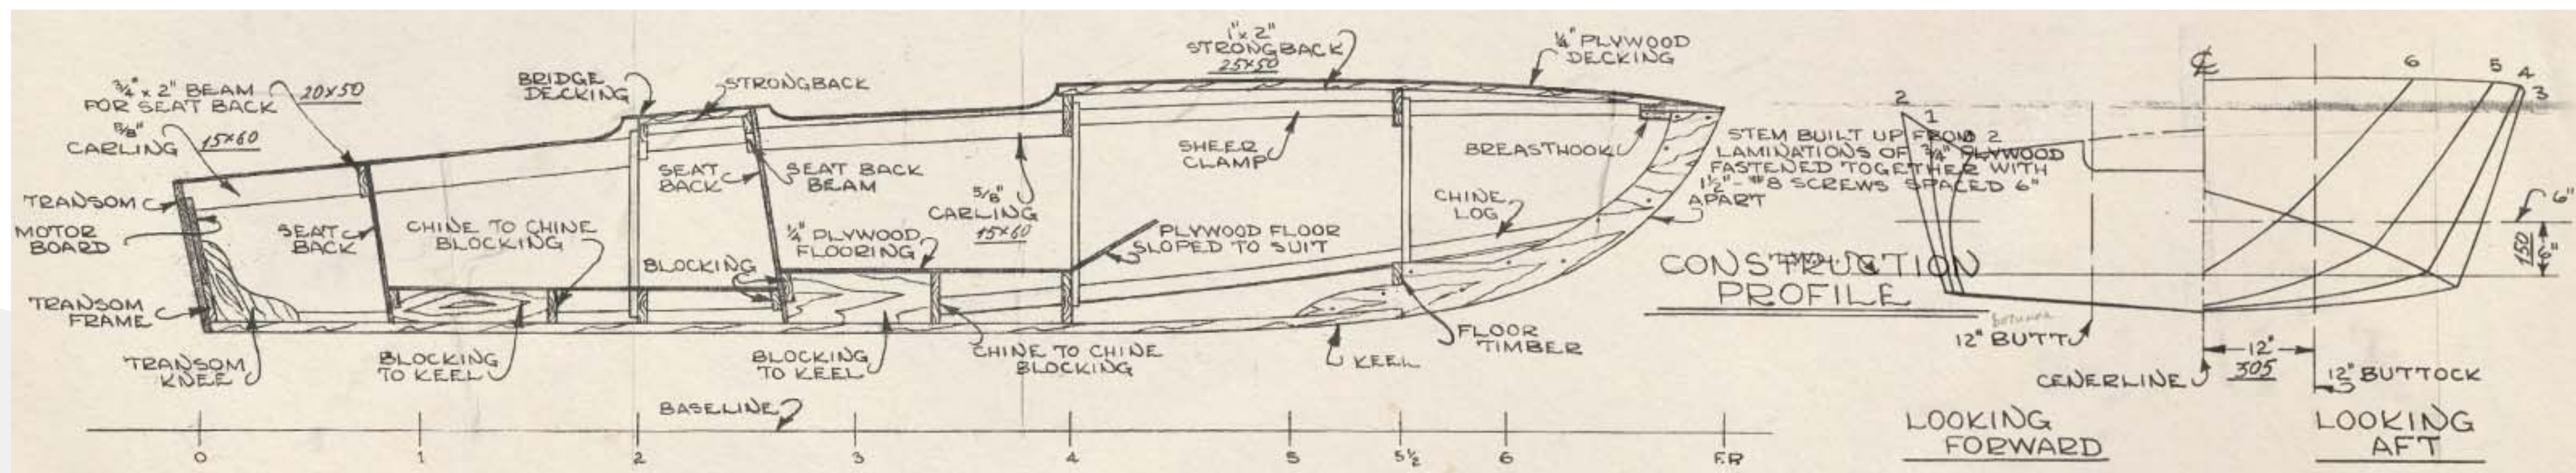 3/4" x 2" BEAM
FOR SEAT BACK
20x50
5/8"
CARLING
15x60
TRANSOM
MOTOR
BOARD
TRANSOM
FRAME
TRANSOM
KNEE
SEAT
BACK
CHINE TO CHINE
BLOCKING
BLOCKING
TO KEEL
BRIDGE
DECKING
STRONGBACK
SEAT
BACK
SEAT BACK
BEAM
BLOCKING
1/4" PLYWOOD
FLOORING
BLOCKING
TO KEEL
5/8"
CARLING
15x60
CHINE TO CHINE
BLOCKING
PLYWOOD FLOOR
SLOPED TO SUIT
1"x 2"
STRONGBACK
25x50
1/4" PLYWOOD
DECKING
SHEER
CLAMP
BREASTHOOK
CHINE
LOG
KEEL
FLOOR
TIMBER
STEM BUILT UP FROM 2
LAMINATIONS OF 3/4" PLYWOOD
FASTENED TOGETHER WITH
1 1/2" - #8 SCREWS SPACED 6"
APART
CONSTRUCTION
PROFILE
BASELINE
0
1
2
3
4
5
5 1/2
6
F.P.
2
1
℄
6
5
4
3
6"
6"
150
12" BUTT
12"
305
CENERLINE
12" BUTTOCK
LOOKING
FORWARD
LOOKING
AFT